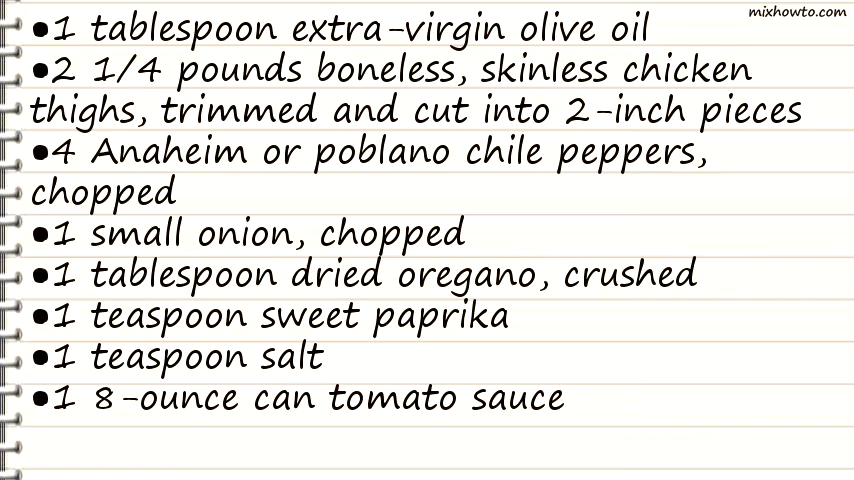 mixhowto.com
•1 tablespoon extra-virgin olive oil
•2 1/4 pounds boneless, skinless chicken
thighs, trimmed and cut into 2-inch pieces
•4 Anaheim or poblano chile peppers,
chopped
•1 small onion, chopped
•1 tablespoon dried oregano, crushed
•1 teaspoon sweet paprika
•1 teaspoon salt
•1 8-ounce can tomato sauce